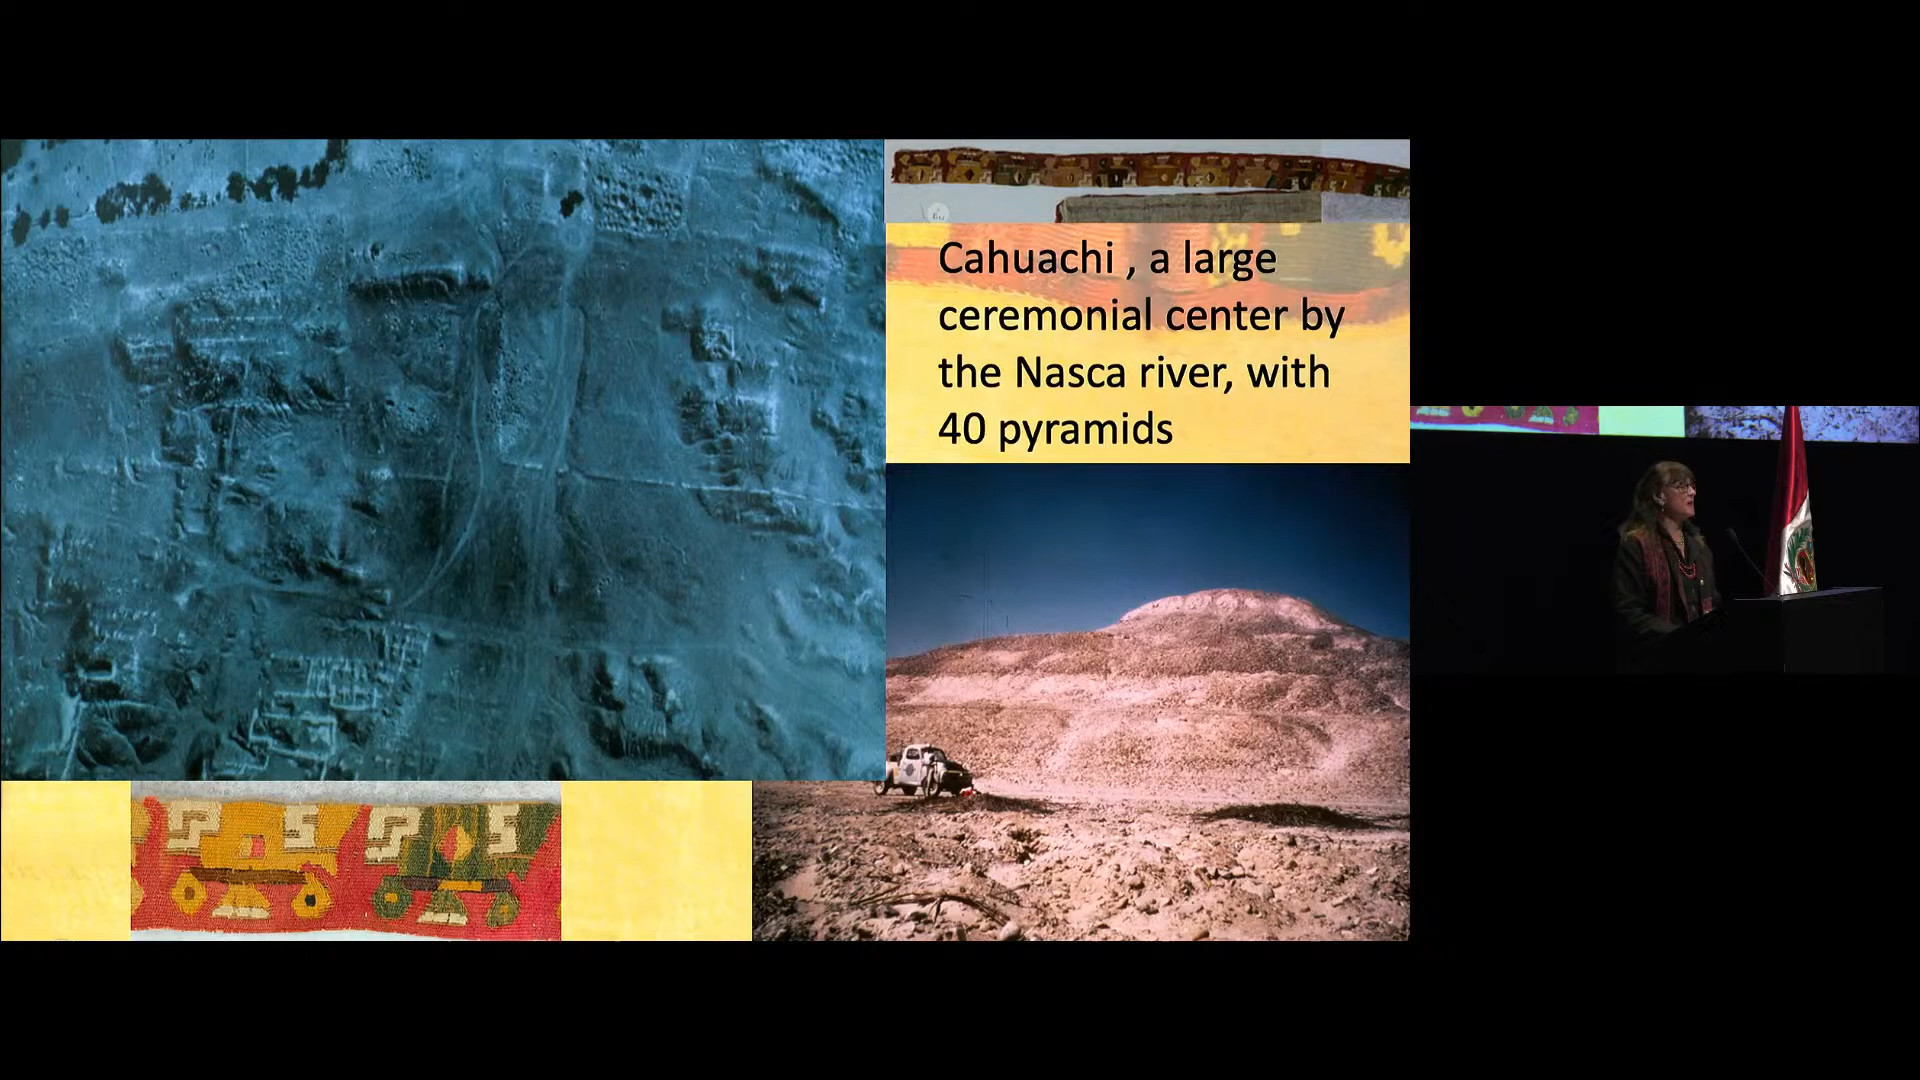 Cahuachi , a large
ceremonial center by
the Nasca river, with
40 pyramids